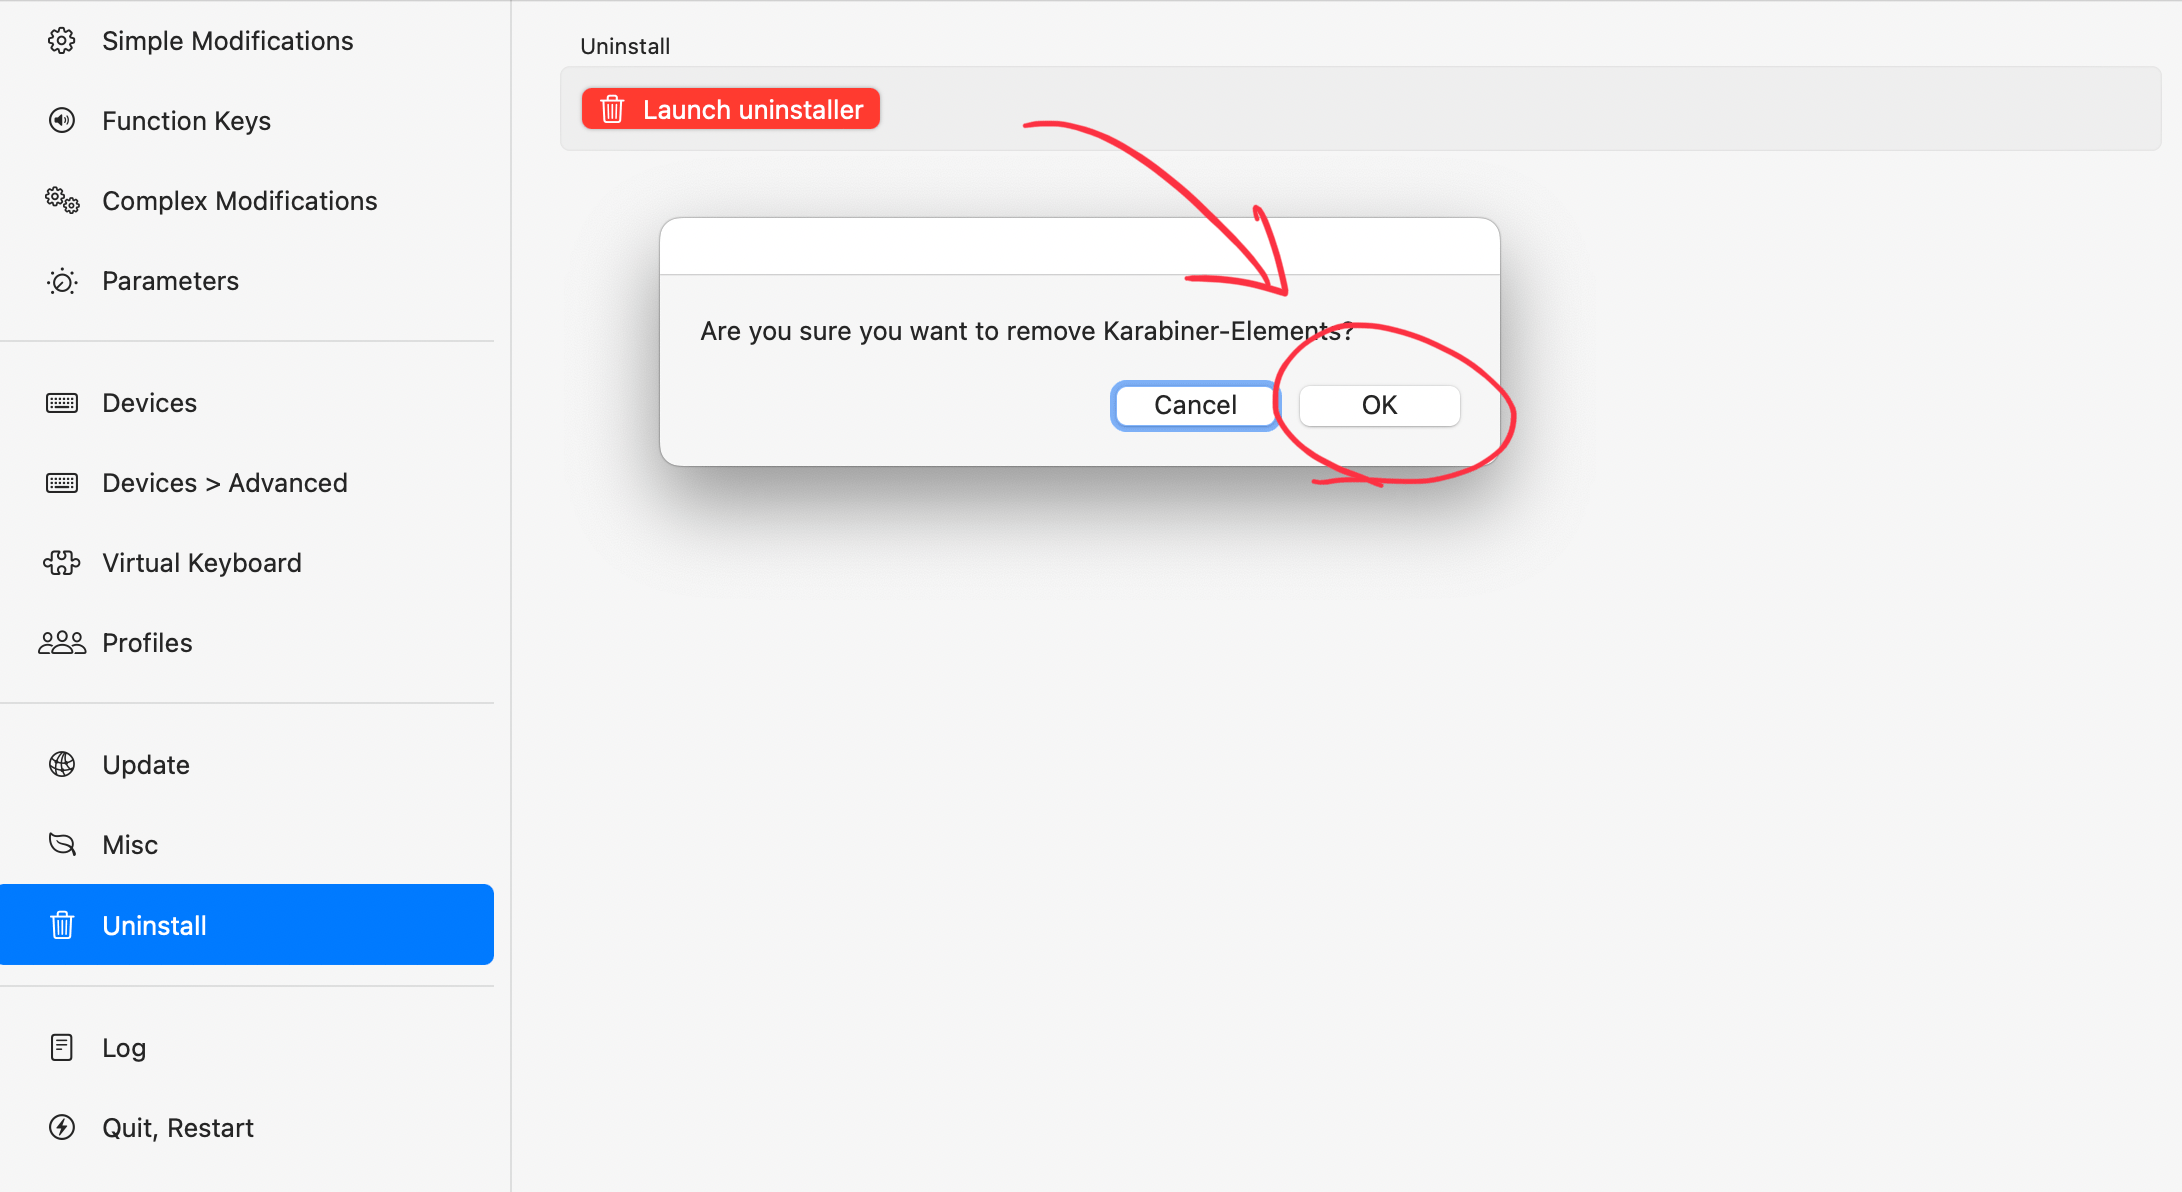 Simple Modifications
Function Keys
Complex Modifications
Parameters
Devices
Devices > Advanced
Virtual Keyboard
Profiles
Update
Misc
Uninstall
Log
Quit, Restart
Uninstall
Launch uninstaller
Are you sure you want to remove Karabiner-Elements?
Cancel
OK